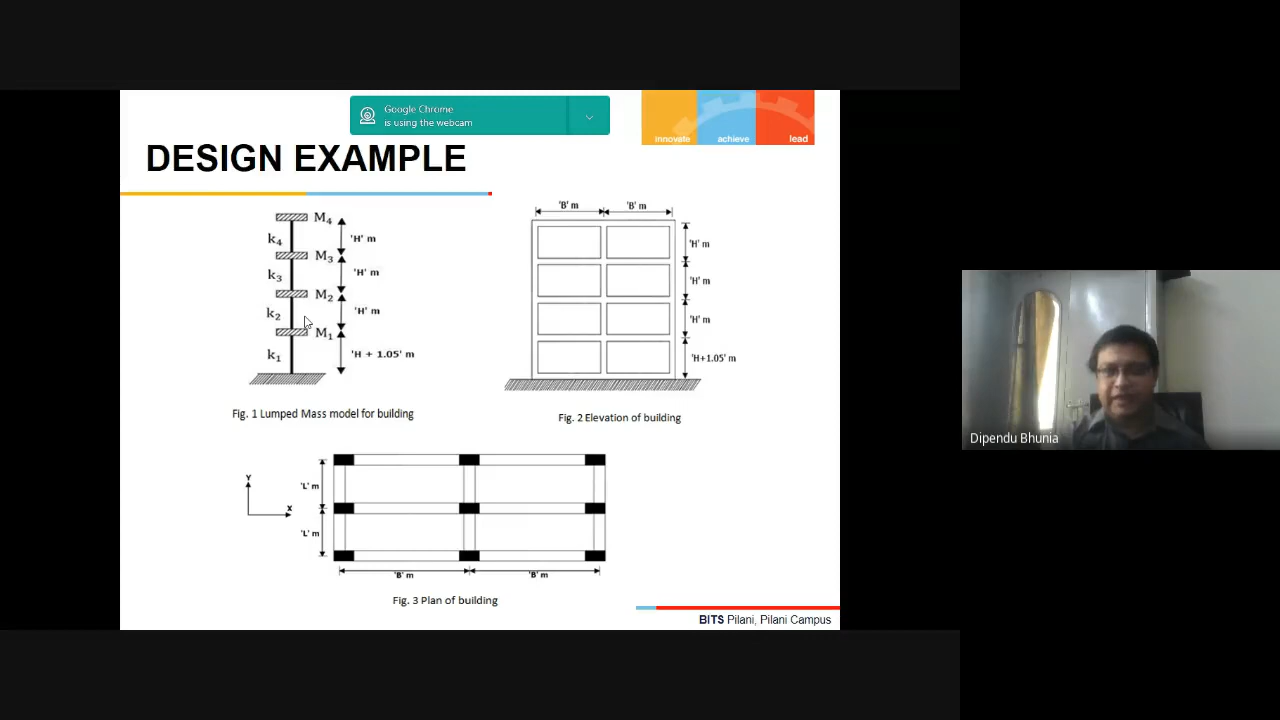 Google Chrome
is using the webcam
innovate achieve lead
DESIGN EXAMPLE
M4
k4
'H' m
M3
k3
'H' m
M2
k2
'H' m
M1
k1
'H + 1.05' m
Fig. 1 Lumped Mass model for building
'B' m 'B' m
'H' m
'H' m
'H' m
'H+1.05' m
Fig. 2 Elevation of building
Y
X
'L' m
'L' m
'B' m 'B' m
Fig. 3 Plan of building
BITS Pilani, Pilani Campus
Dipendu Bhunia